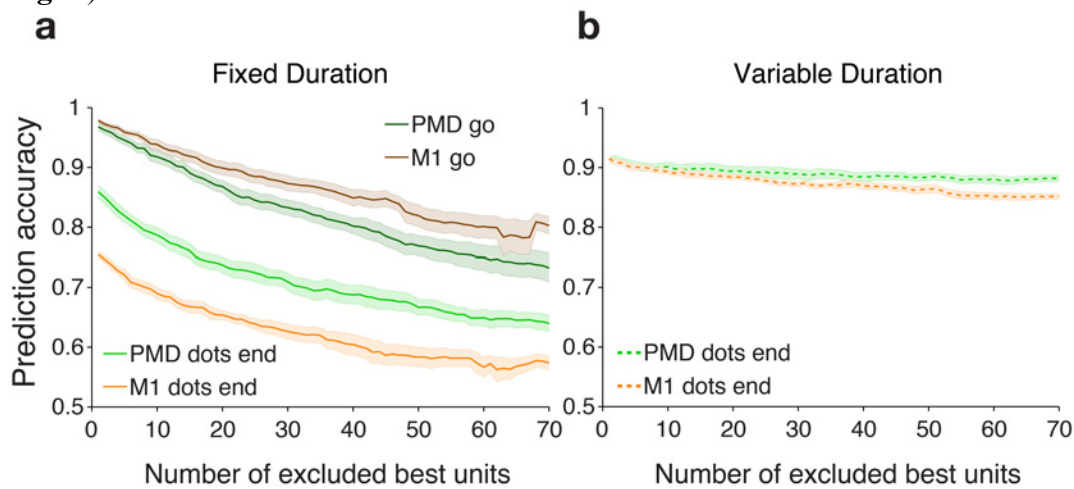 a
Fixed Duration
Prediction accuracy
1
0.9
0.8
0.7
0.6
0.5
PMD go
M1 go
PMD dots end
M1 dots end
0 10 20 30 40 50 60 70
Number of excluded best units
b
Variable Duration
1
0.9
0.8
0.7
0.6
0.5
PMD dots end
M1 dots end
0 10 20 30 40 50 60 70
Number of excluded best units